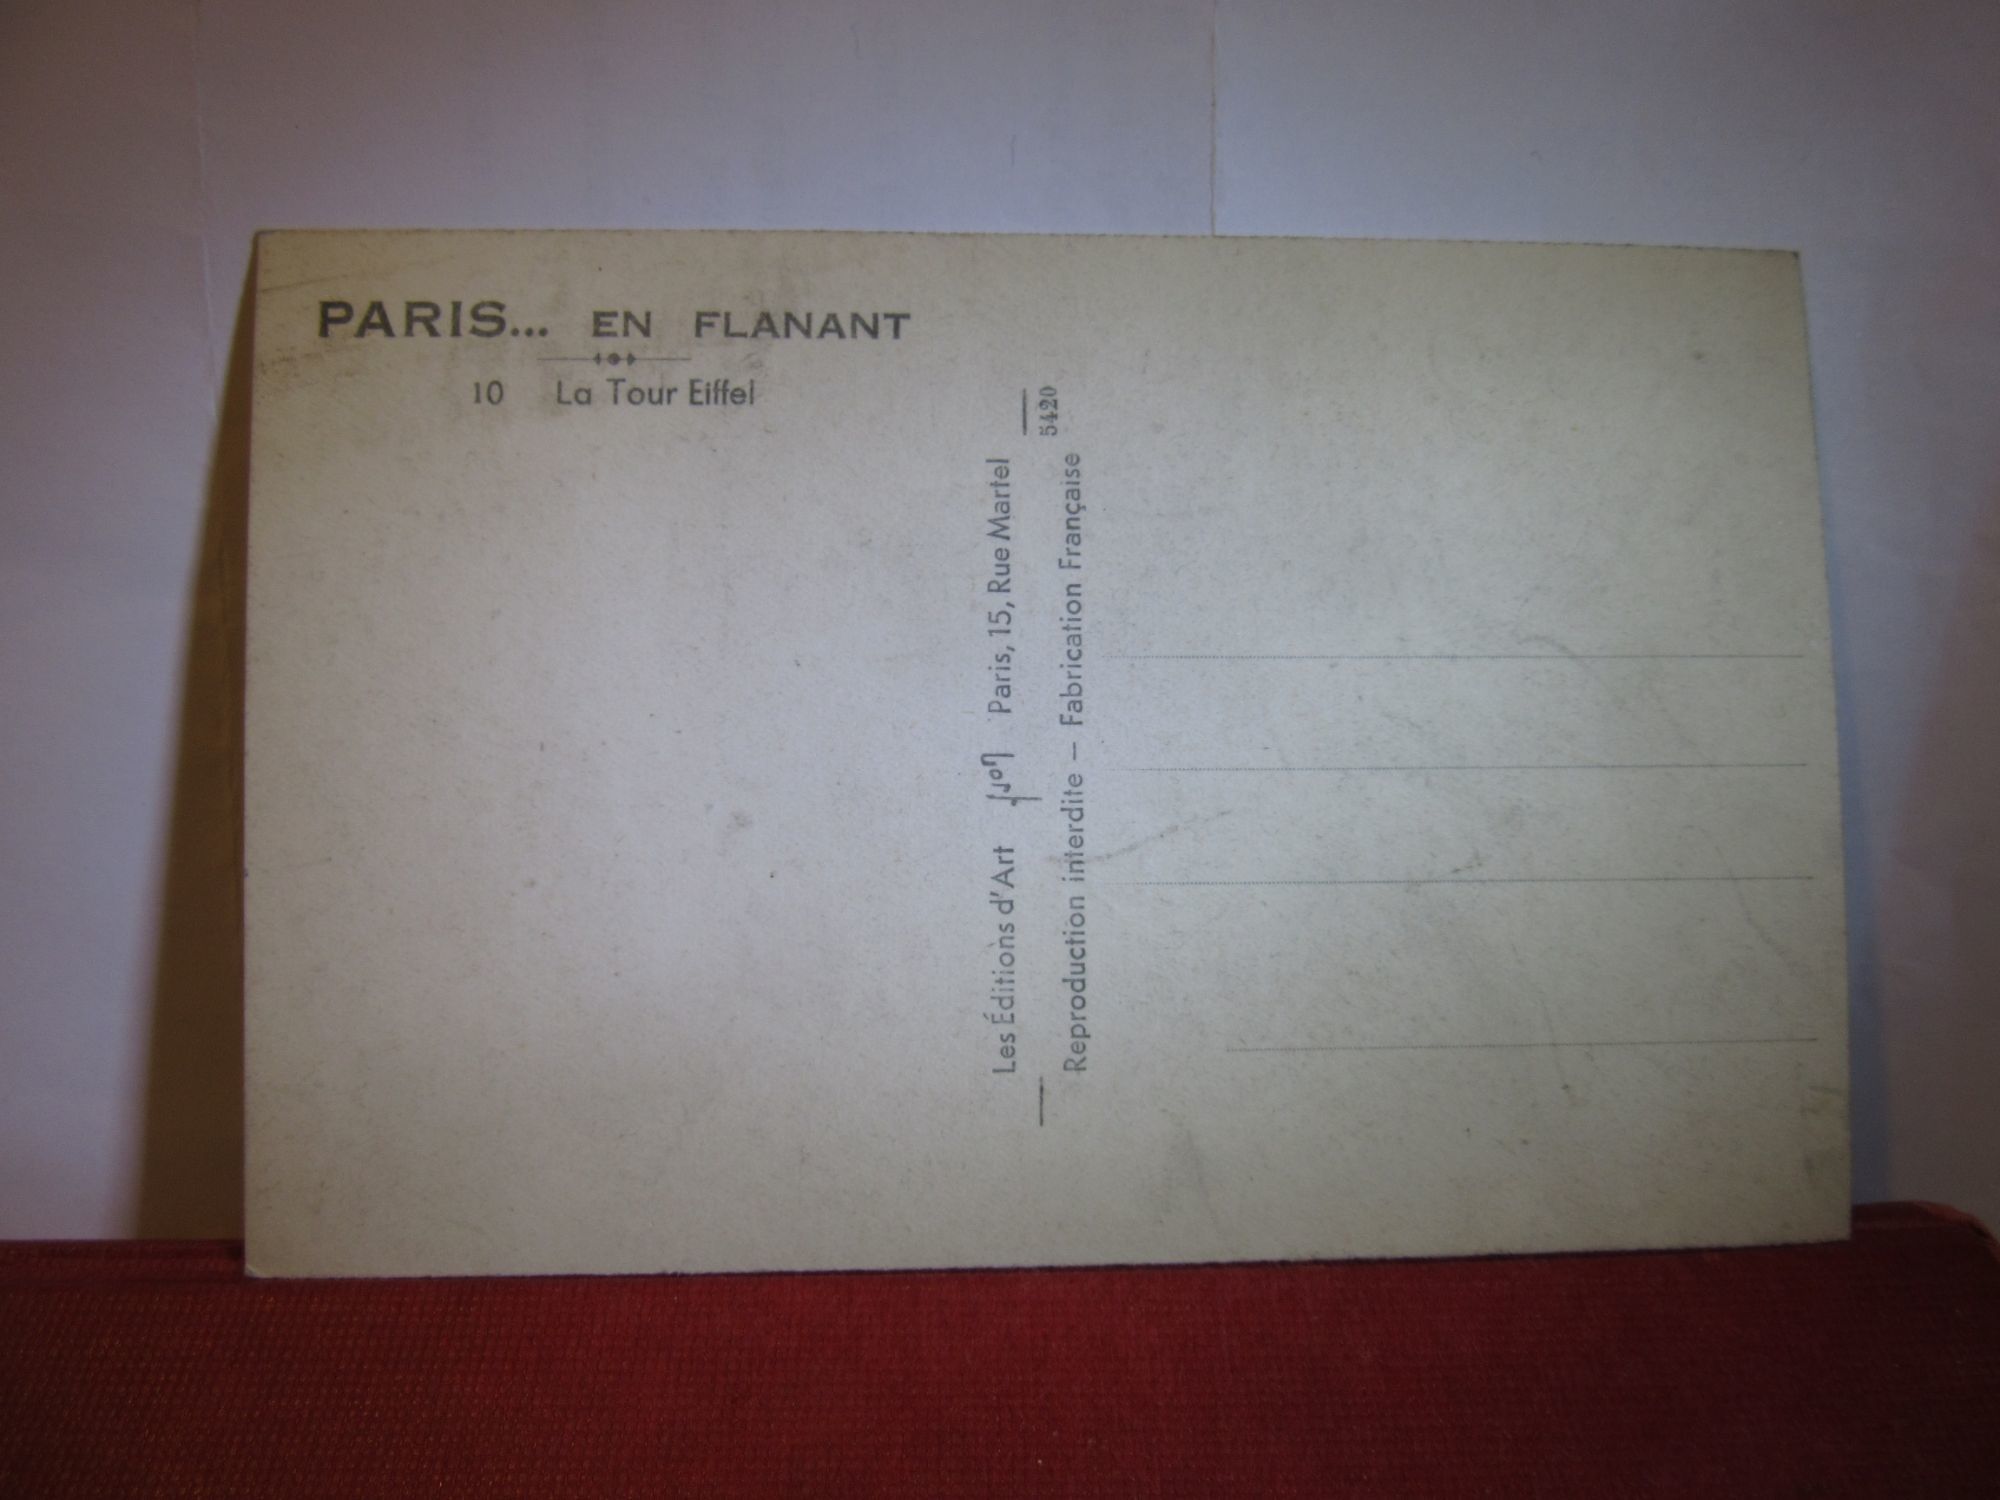 PARIS... EN FLANANT
10 La Tour Eiffel
Les Éditions d'Art Yvon Paris, 15, Rue Martel
5420
Reproduction interdite — Fabrication Française